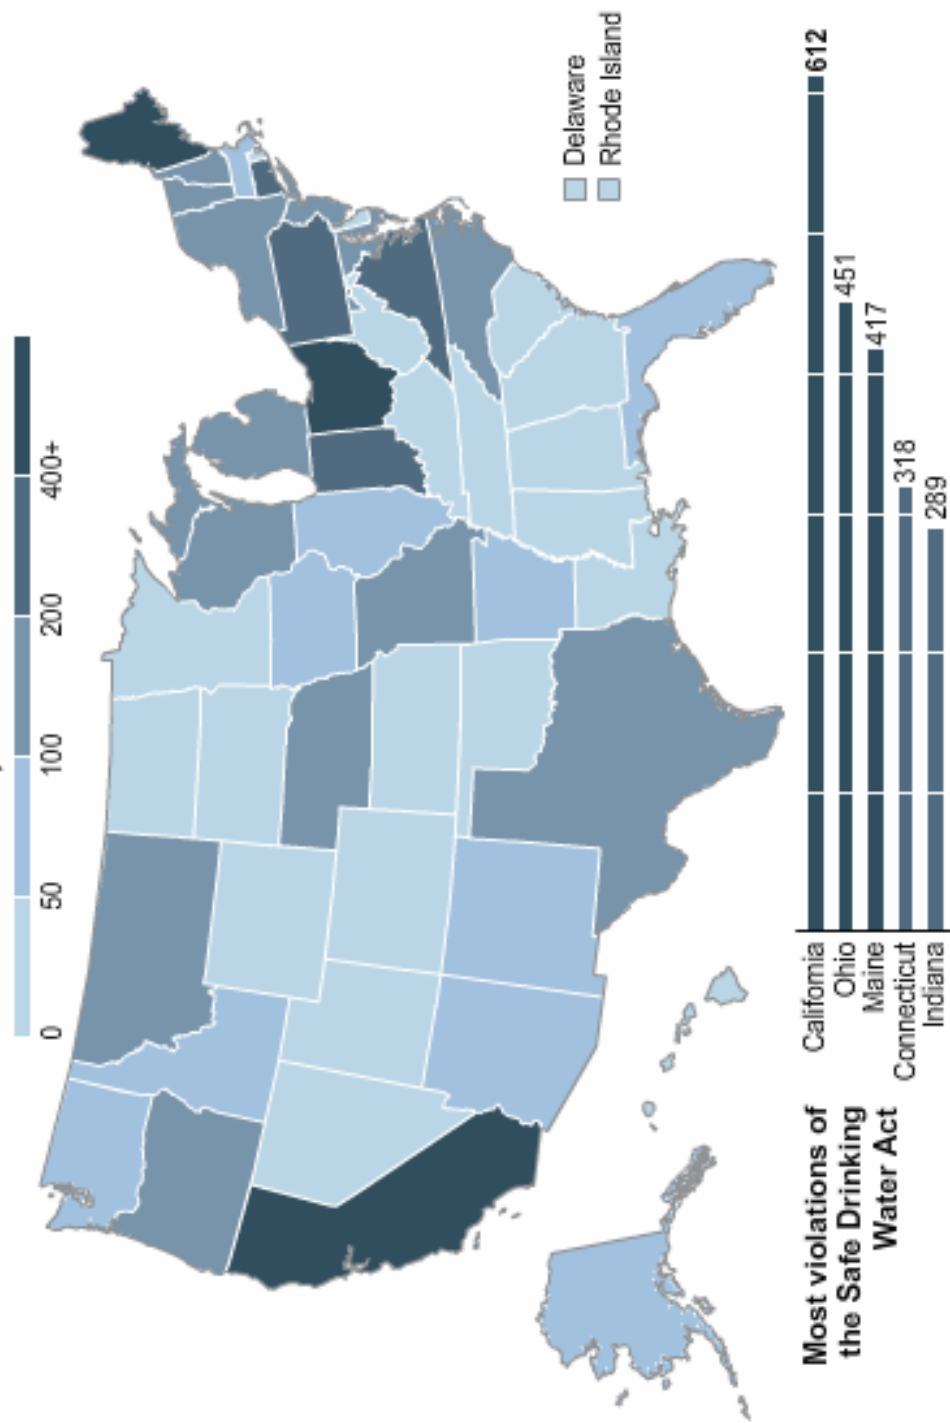 0 50 100 200 400+
Delaware
Rhode Island
Most violations of
the Safe Drinking
Water Act
California 612
Ohio 451
Maine 417
Connecticut 318
Indiana 289